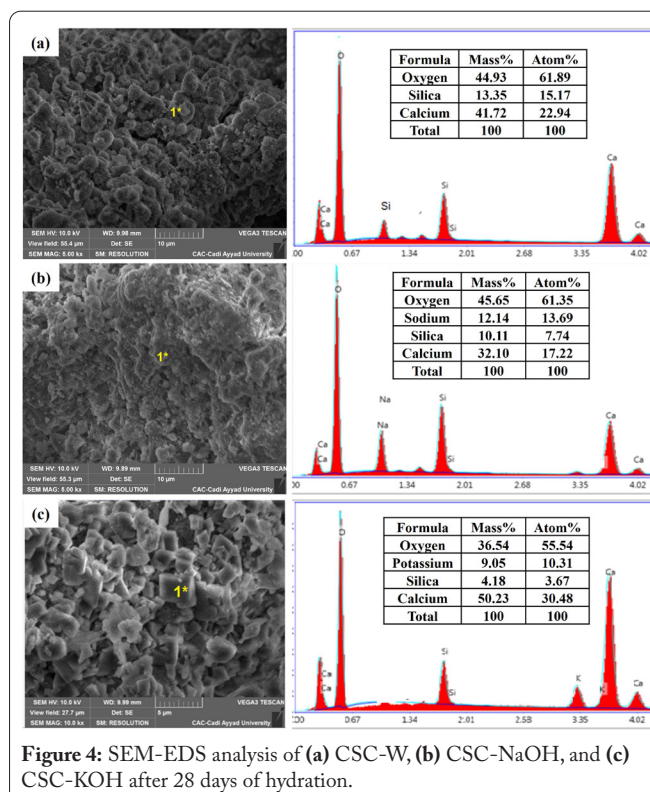 (a)
1*
SEM HV: 10.0 kV WD: 9.98 mm VEGA3 TESCAN
View field: 55.4 µm Det: SE 10 µm
SEM MAG: 5.00 kx SM: RESOLUTION CAC-Cadi Ayyad University
Formula Mass% Atom%
Oxygen 44.93 61.89
Silica 13.35 15.17
Calcium 41.72 22.94
Total 100 100
O
Ca
Ca
Si
Si
Si
Ca
Ca
.00 0.67 1.34 2.01 2.68 3.35 4.02
(b)
1*
SEM HV: 10.0 kV WD: 9.89 mm VEGA3 TESCAN
View field: 55.3 µm Det: SE 10 µm
SEM MAG: 5.00 kx SM: RESOLUTION CAC-Cadi Ayyad University
Formula Mass% Atom%
Oxygen 45.65 61.35
Sodium 12.14 13.69
Silica 10.11 7.74
Calcium 32.10 17.22
Total 100 100
O
Ca
Ca
Na
Na
Si
Si
Ca
Ca
.00 0.67 1.34 2.01 2.68 3.35 4.02
(c)
1*
SEM HV: 10.0 kV WD: 9.99 mm VEGA3 TESCAN
View field: 27.7 µm Det: SE 5 µm
SEM MAG: 10.0 kx SM: RESOLUTION CAC-Cadi Ayyad University
Formula Mass% Atom%
Oxygen 36.54 55.54
Potassium 9.05 10.31
Silica 4.18 3.67
Calcium 50.23 30.48
Total 100 100
O
Ca
Ca
Si
Si
K
K
Ca
Ca
.00 0.67 1.34 2.01 2.68 3.35 4.02
Figure 4: SEM-EDS analysis of (a) CSC-W, (b) CSC-NaOH, and (c)
CSC-KOH after 28 days of hydration.